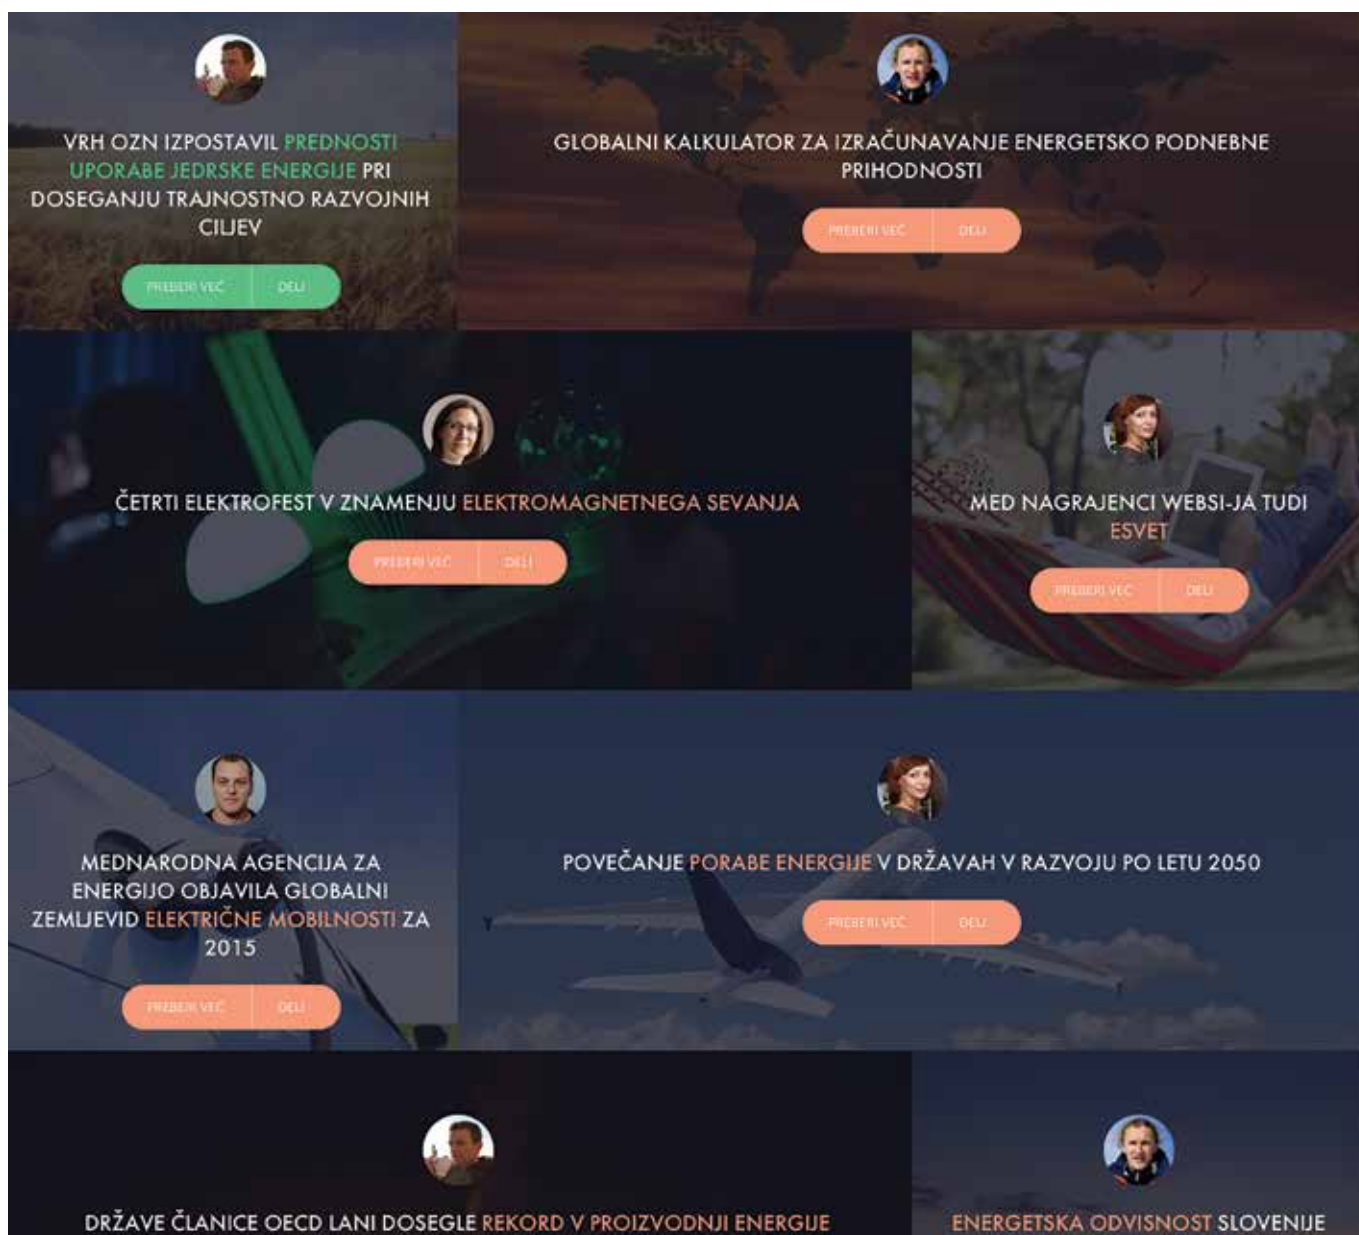 VRH OZN IZPOSTAVIL PREDNOSTI
UPORABE JEDRSKE ENERGIJE PRI
DOSEGANJU TRAJNOSTNO RAZVOJNIH
CILJEV
PREBERI VEČ DELI
GLOBALNI KALKULATOR ZA IZRAČUNAVANJE ENERGETSKO PODNEBNE
PRIHODNOSTI
PREBERI VEČ DELI
ČETRTI ELEKTROFEST V ZNAMENJU ELEKTROMAGNETNEGA SEVANJA
PREBERI VEČ DELI
MED NAGRAJENCI WEBSI-JA TUDI
ESVET
PREBERI VEČ DELI
MEDNARODNA AGENCIJA ZA
ENERGIJO OBJAVILA GLOBALNI
ZEMLJEVID ELEKTRIČNE MOBILNOSTI ZA
2015
PREBERI VEČ DELI
POVEČANJE PORABE ENERGIJE V DRŽAVAH V RAZVOJU PO LETU 2050
PREBERI VEČ DELI
DRŽAVE ČLANICE OECD LANI DOSEGLE REKORD V PROIZVODNJI ENERGIJE
ENERGETSKA ODVISNOST SLOVENIJE